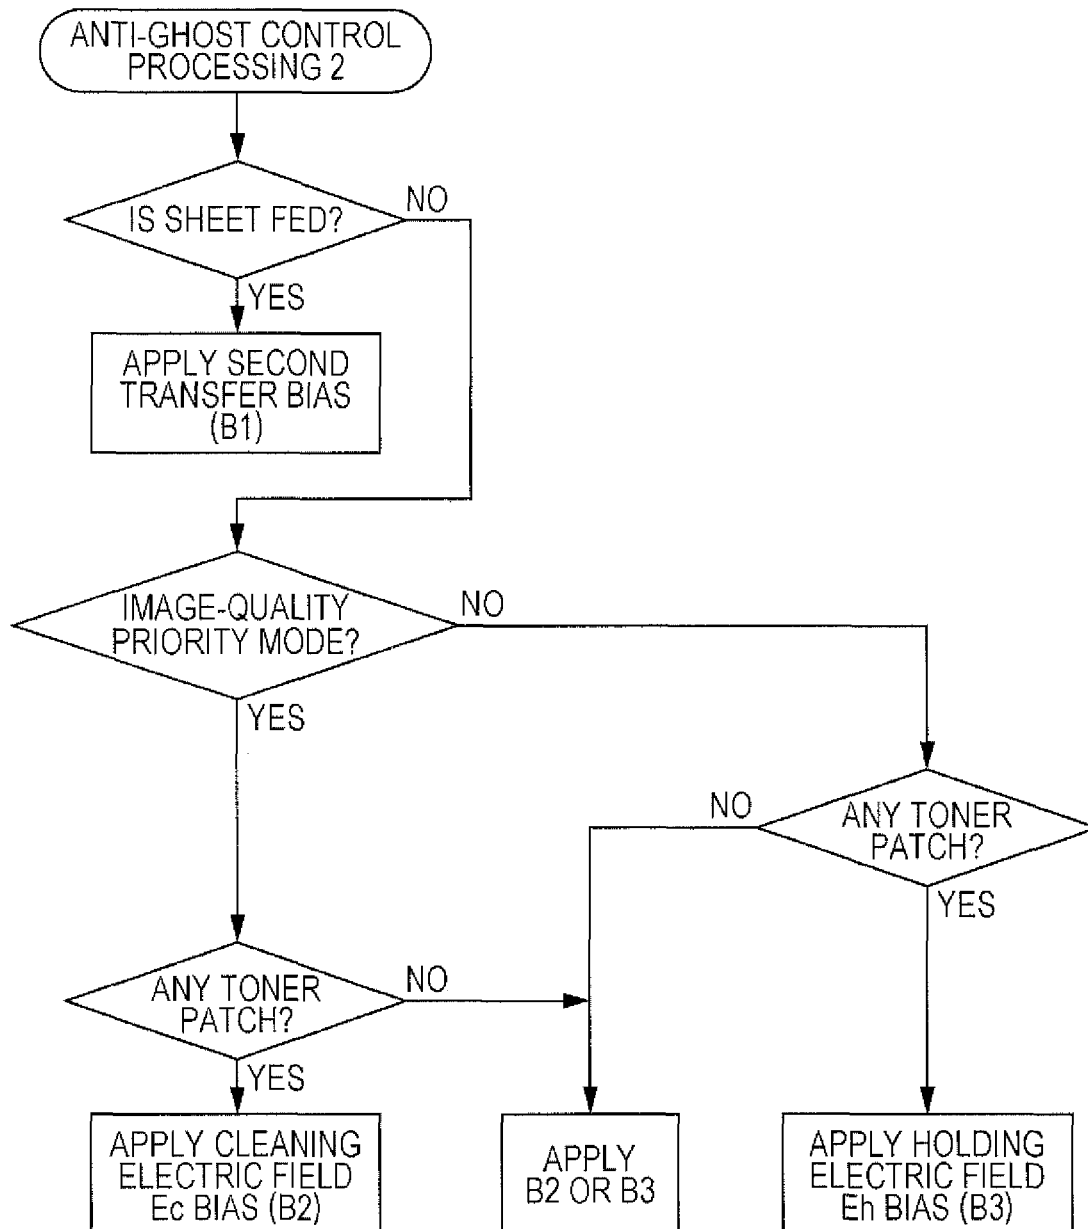 ANTI-GHOST CONTROL
PROCESSING 2
IS SHEET FED?
NO
YES
APPLY SECOND
TRANSFER BIAS
(B1)
IMAGE-QUALITY
PRIORITY MODE?
NO
YES
ANY TONER
PATCH?
NO
YES
ANY TONER
PATCH?
NO
YES
APPLY CLEANING
ELECTRIC FIELD
Ec BIAS (B2)
APPLY
B2 OR B3
APPLY HOLDING
ELECTRIC FIELD
Eh BIAS (B3)